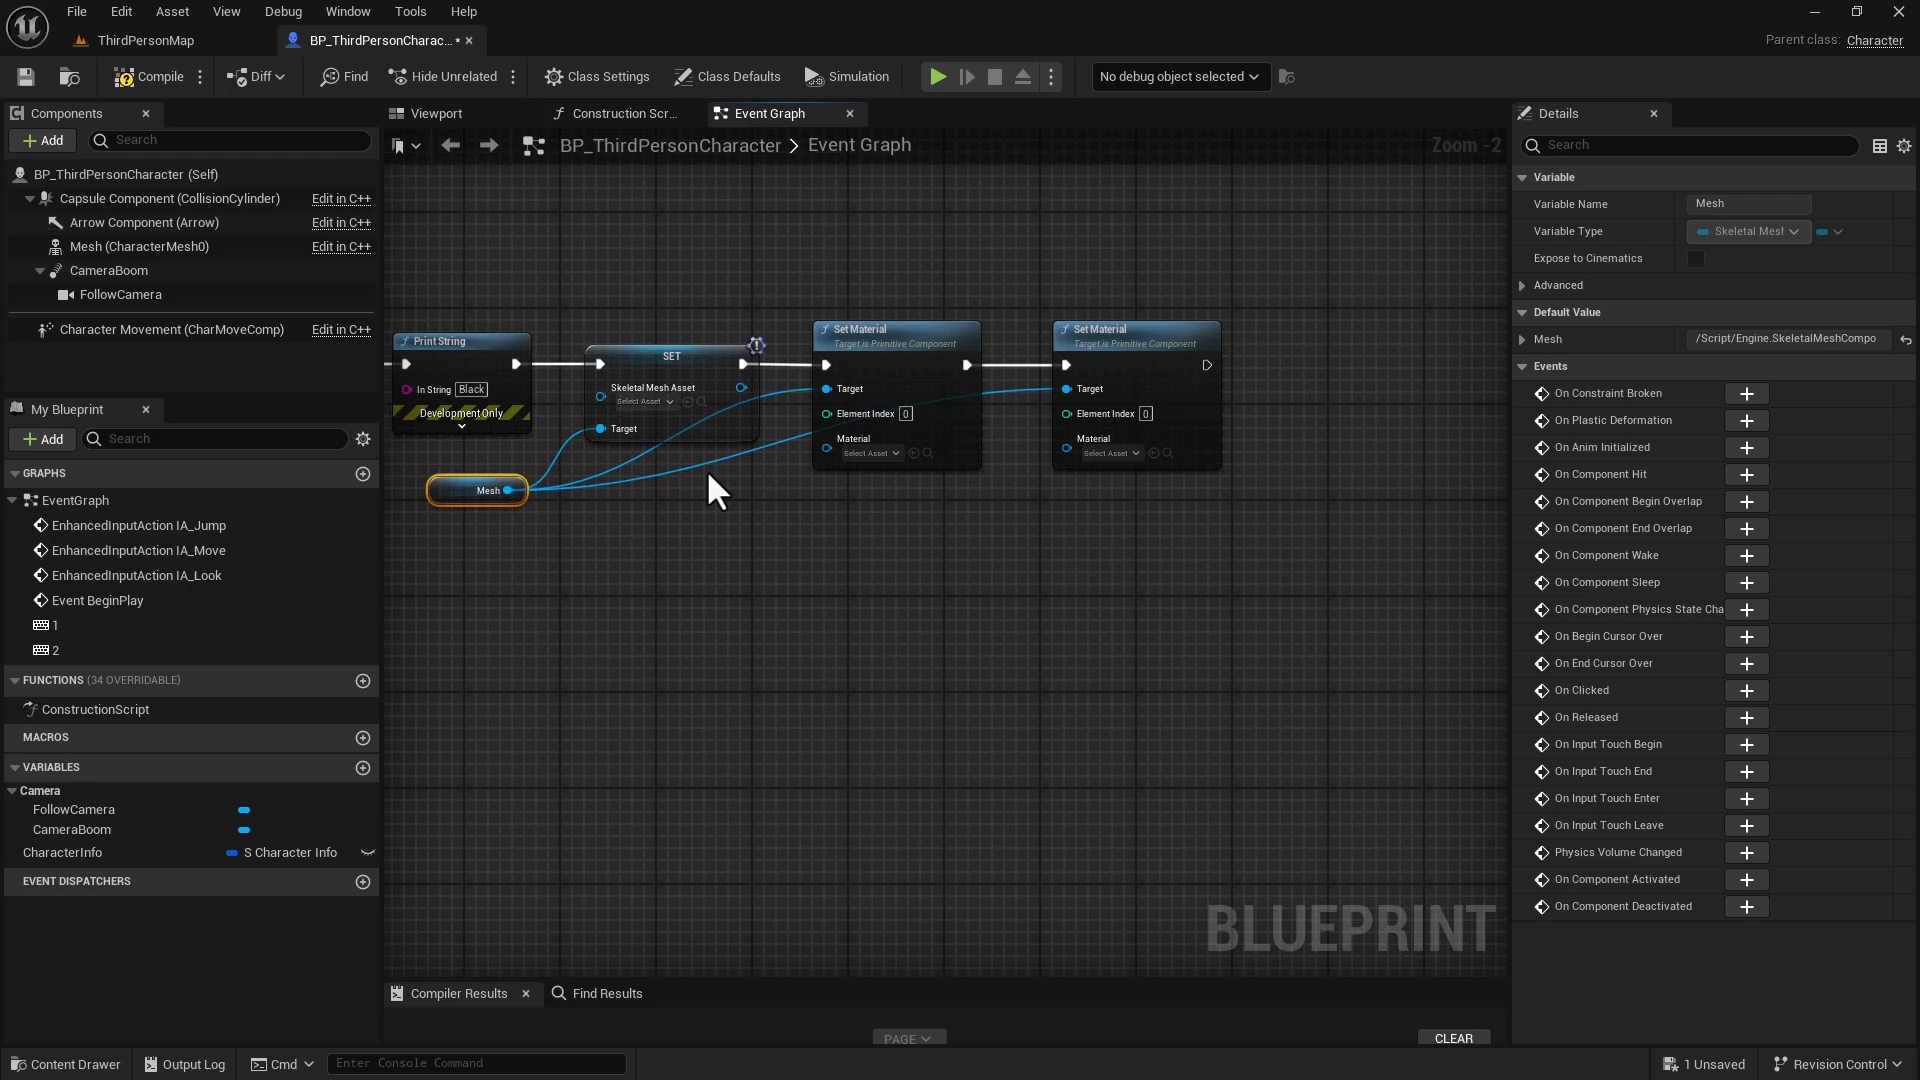 File Edit Asset View Debug Window Tools Help
ThirdPersonMap
BP_ThirdPersonCharac... *
Parent class: Character
Compile
Diff
Find
Hide Unrelated
Class Settings
Class Defaults
Simulation
No debug object selected
Components
Add
Search
BP_ThirdPersonCharacter (Self)
Capsule Component (CollisionCylinder) Edit in C++
Arrow Component (Arrow) Edit in C++
Mesh (CharacterMesh0) Edit in C++
CameraBoom
FollowCamera
Character Movement (CharMoveComp) Edit in C++
My Blueprint
Add
Search
GRAPHS
EventGraph
EnhancedInputAction IA_Jump
EnhancedInputAction IA_Move
EnhancedInputAction IA_Look
Event BeginPlay
1
2
FUNCTIONS (34 OVERRIDABLE)
ConstructionScript
MACROS
VARIABLES
Camera
FollowCamera
CameraBoom
CharacterInfo S Character Info
EVENT DISPATCHERS
Viewport
Construction Scr...
Event Graph
BP_ThirdPersonCharacter > Event Graph
Zoom -2
Print String
In String Black
Development Only
Mesh
SET
Skeletal Mesh Asset
Select Asset
Target
Set Material
Target is Primitive Component
Target
Element Index 0
Material
Select Asset
Set Material
Target is Primitive Component
Target
Element Index 0
Material
Select Asset
BLUEPRINT
Compiler Results
Find Results
PAGE
CLEAR
Details
Search
Variable
Variable Name Mesh
Variable Type Skeletal Mesh
Expose to Cinematics
Advanced
Default Value
Mesh /Script/Engine.SkeletalMeshCompo
Events
On Constraint Broken
On Plastic Deformation
On Anim Initialized
On Component Hit
On Component Begin Overlap
On Component End Overlap
On Component Wake
On Component Sleep
On Component Physics State Cha
On Begin Cursor Over
On End Cursor Over
On Clicked
On Released
On Input Touch Begin
On Input Touch End
On Input Touch Enter
On Input Touch Leave
Physics Volume Changed
On Component Activated
On Component Deactivated
Content Drawer
Output Log
Cmd
Enter Console Command
1 Unsaved
Revision Control